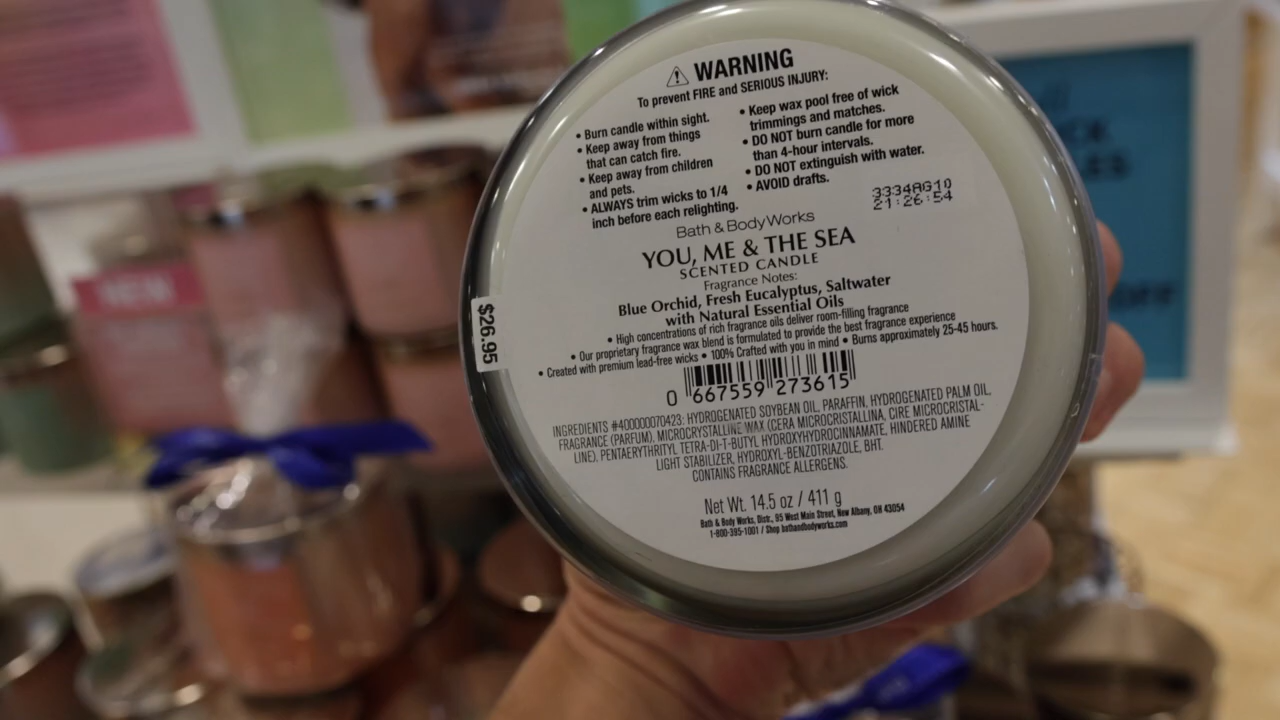 WARNING
To prevent FIRE and SERIOUS INJURY:
• Burn candle within sight.
• Keep away from things
that can catch fire.
• Keep away from children
and pets.
• ALWAYS trim wicks to 1/4
inch before each relighting.
• Keep wax pool free of wick
trimmings and matches.
• DO NOT burn candle for more
than 4-hour intervals.
• DO NOT extinguish with water.
• AVOID drafts.
3334AG10
21:26:54
Bath & Body Works
YOU, ME & THE SEA
SCENTED CANDLE
Fragrance Notes:
Blue Orchid, Fresh Eucalyptus, Saltwater
with Natural Essential Oils
• High concentrations of rich fragrance oils deliver room-filling fragrance
• Our proprietary fragrance wax blend is formulated to provide the best fragrance experience
• Created with premium lead-free wicks • 100% Crafted with you in mind • Burns approximately 25-45 hours.
$26.95
0 667559 273615
INGREDIENTS #40000070423: HYDROGENATED SOYBEAN OIL, PARAFFIN, HYDROGENATED PALM OIL,
FRAGRANCE (PARFUM), MICROCRYSTALLINE WAX (CERA MICROCRISTALLINA, CIRE MICROCRISTAL-
LINE), PENTAERYTHRITYL TETRA-DI-T-BUTYL HYDROXYHYDROCINNAMATE, HINDERED AMINE
LIGHT STABILIZER, HYDROXYL-BENZOTRIAZOLE, BHT.
CONTAINS FRAGRANCE ALLERGENS.
Net Wt. 14.5 oz / 411 g
Bath & Body Works, Distr., 95 West Main Street, New Albany, OH 43054
1-800-395-1001 / Shop bathandbodyworks.com
NEW